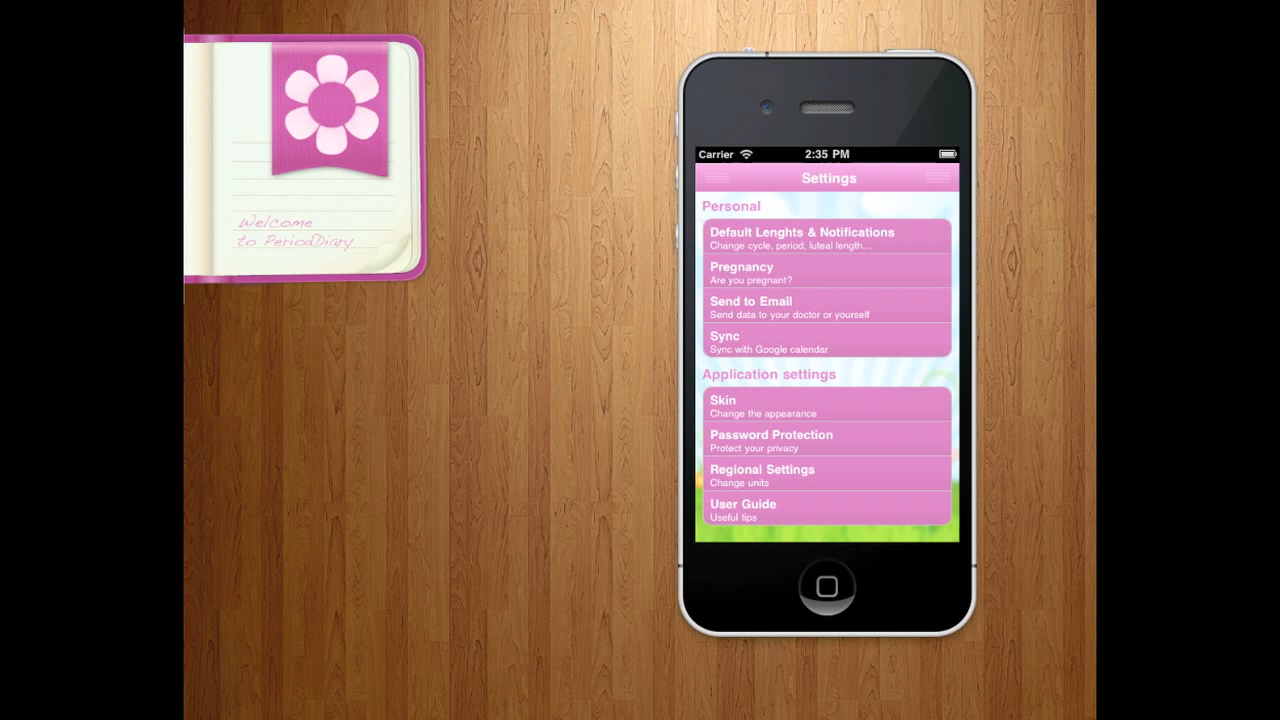 Welcome
to PeriodDiary
Carrier
2:35 PM
Settings
Personal
Default Lenghts & Notifications
Change cycle, period, luteal length...
Pregnancy
Are you pregnant?
Send to Email
Send data to your doctor or yourself
Sync
Sync with Google calendar
Application settings
Skin
Change the appearance
Password Protection
Protect your privacy
Regional Settings
Change units
User Guide
Useful tips